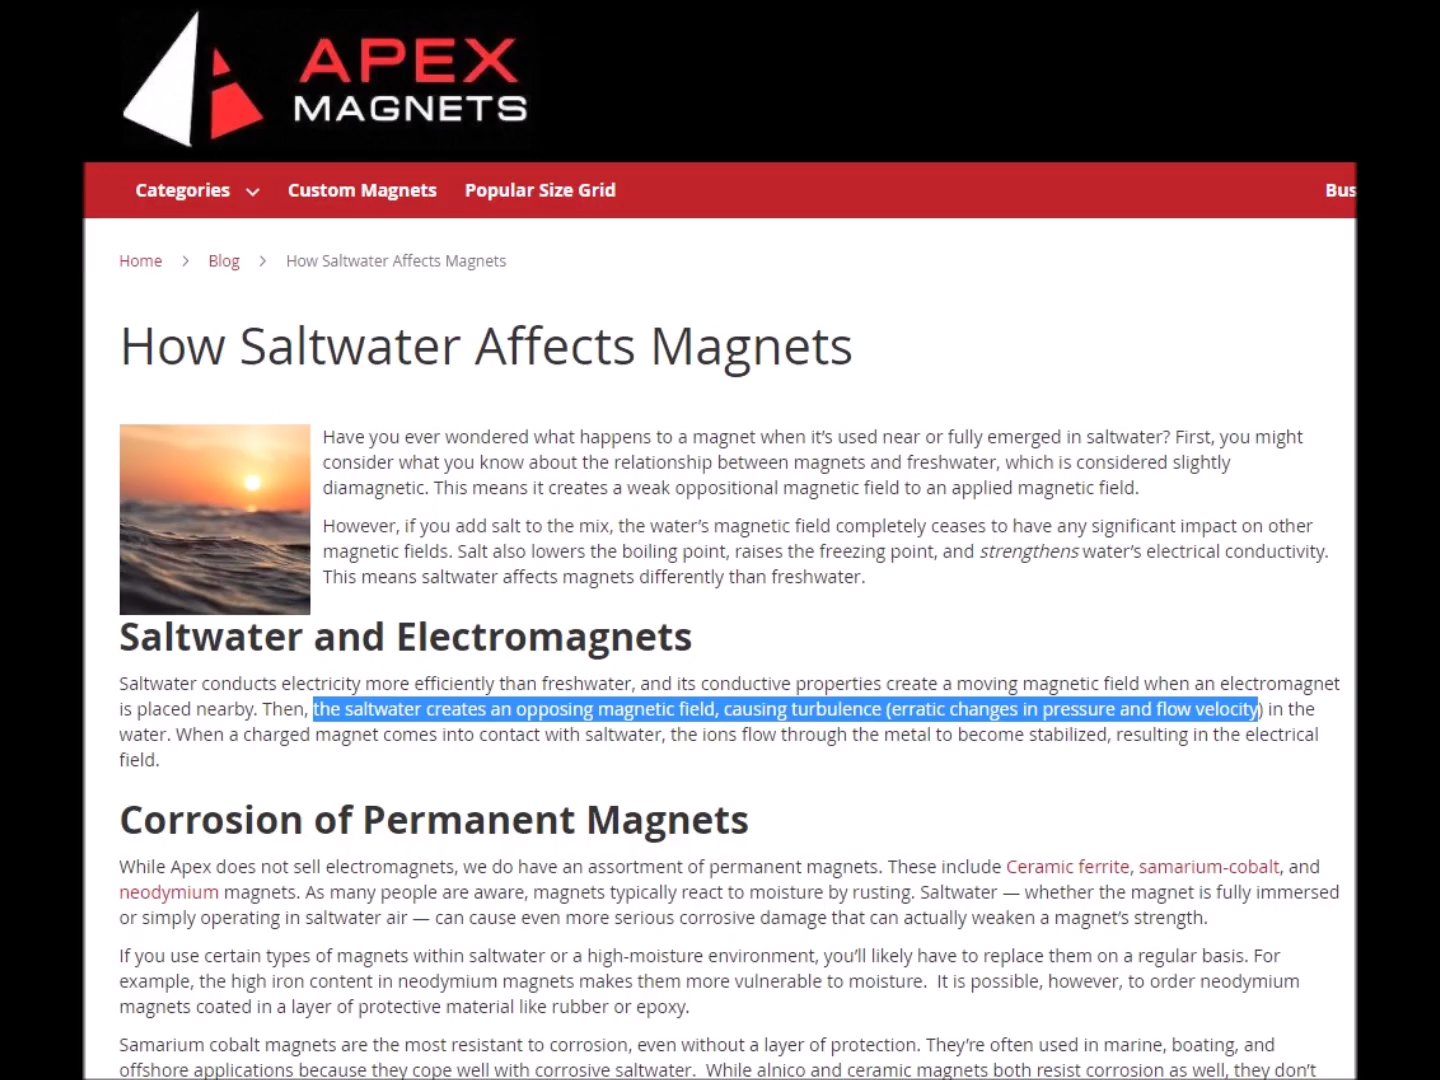 APEX
MAGNETS
Categories Custom Magnets Popular Size Grid Bus
Home > Blog > How Saltwater Affects Magnets
How Saltwater Affects Magnets
Have you ever wondered what happens to a magnet when it's used near or fully emerged in saltwater? First, you might
consider what you know about the relationship between magnets and freshwater, which is considered slightly
diamagnetic. This means it creates a weak oppositional magnetic field to an applied magnetic field.
However, if you add salt to the mix, the water's magnetic field completely ceases to have any significant impact on other
magnetic fields. Salt also lowers the boiling point, raises the freezing point, and strengthens water's electrical conductivity.
This means saltwater affects magnets differently than freshwater.
Saltwater and Electromagnets
Saltwater conducts electricity more efficiently than freshwater, and its conductive properties create a moving magnetic field when an electromagnet
is placed nearby. Then, the saltwater creates an opposing magnetic field, causing turbulence (erratic changes in pressure and flow velocity) in the
water. When a charged magnet comes into contact with saltwater, the ions flow through the metal to become stabilized, resulting in the electrical
field.
Corrosion of Permanent Magnets
While Apex does not sell electromagnets, we do have an assortment of permanent magnets. These include Ceramic ferrite, samarium-cobalt, and
neodymium magnets. As many people are aware, magnets typically react to moisture by rusting. Saltwater — whether the magnet is fully immersed
or simply operating in saltwater air — can cause even more serious corrosive damage that can actually weaken a magnet's strength.
If you use certain types of magnets within saltwater or a high-moisture environment, you'll likely have to replace them on a regular basis. For
example, the high iron content in neodymium magnets makes them more vulnerable to moisture. It is possible, however, to order neodymium
magnets coated in a layer of protective material like rubber or epoxy.
Samarium cobalt magnets are the most resistant to corrosion, even without a layer of protection. They're often used in marine, boating, and
offshore applications because they cope well with corrosive saltwater. While alnico and ceramic magnets both resist corrosion as well, they don't